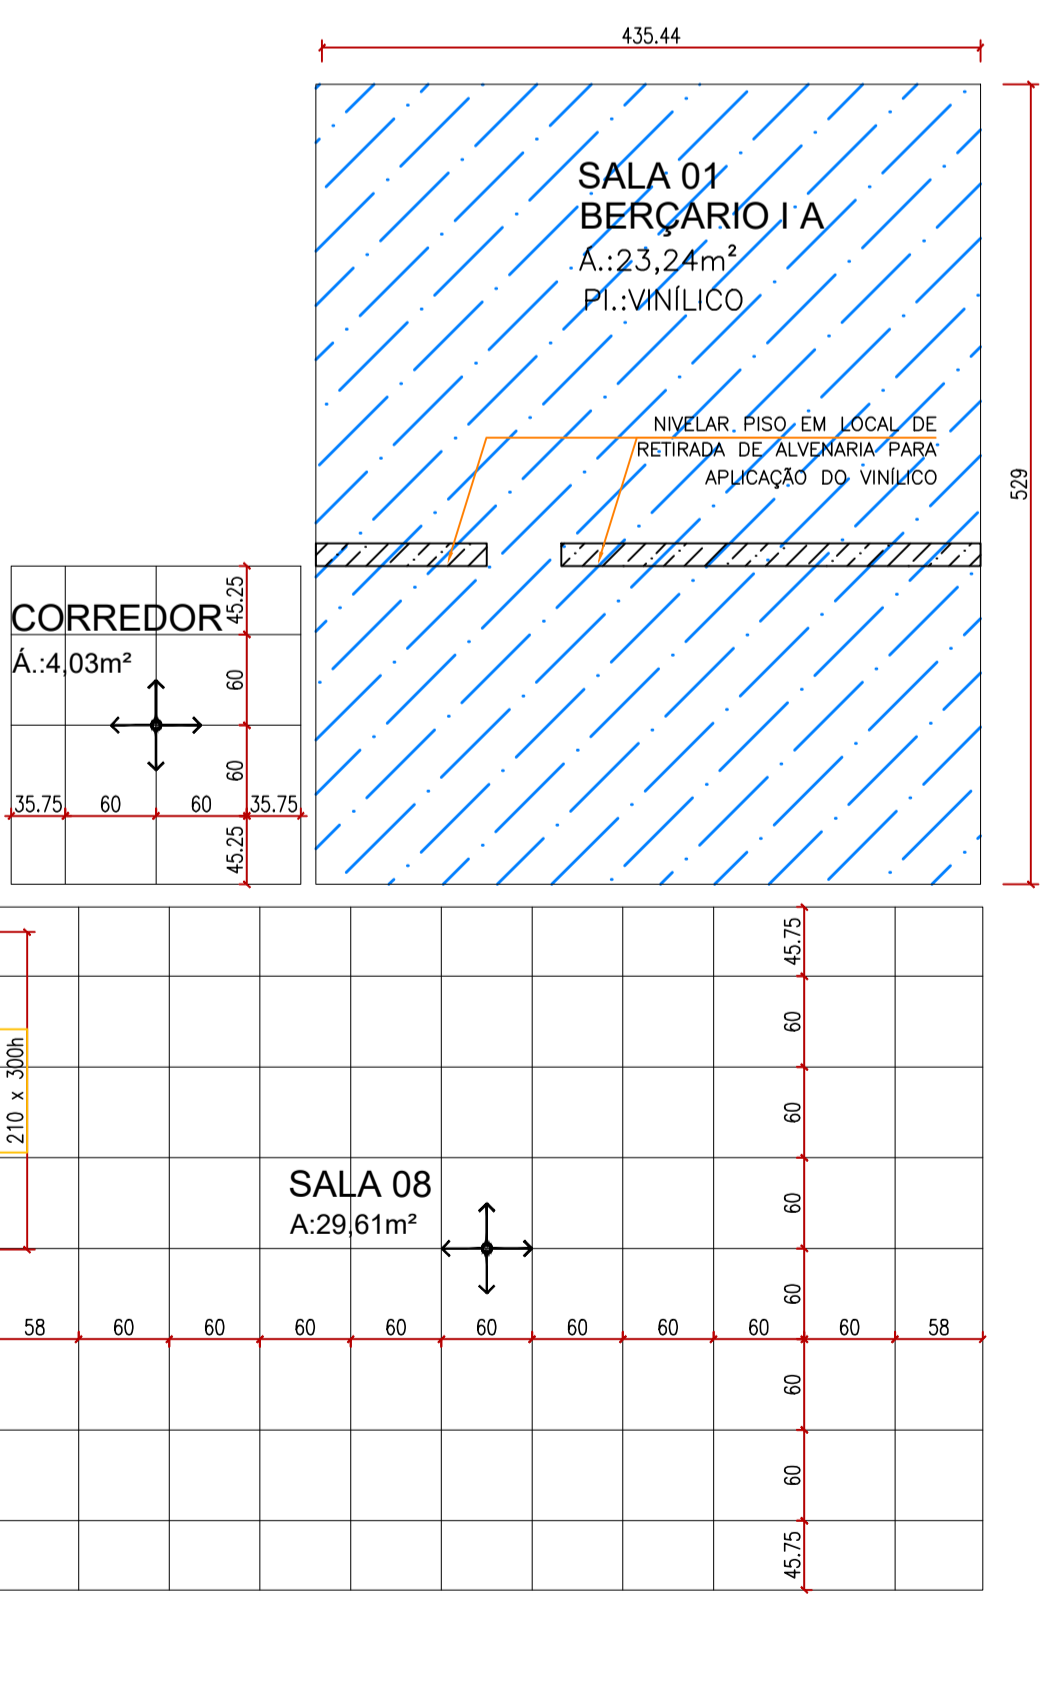 435.44
SALA 01
BERÇARIO I A
Á.:23,24m²
PI.:VINÍLICO
NIVELAR PISO EM LOCAL DE
RETIRADA DE ALVENARIA PARA
APLICAÇÃO DO VINÍLICO
529
CORREDOR
Á.:4,03m²
45.25
60
60
45.25
35.75
60
60
35.75
210 x 300h
SALA 08
A:29,61m²
45.75
60
60
60
60
60
60
45.75
58
60
60
60
60
60
60
60
60
60
58